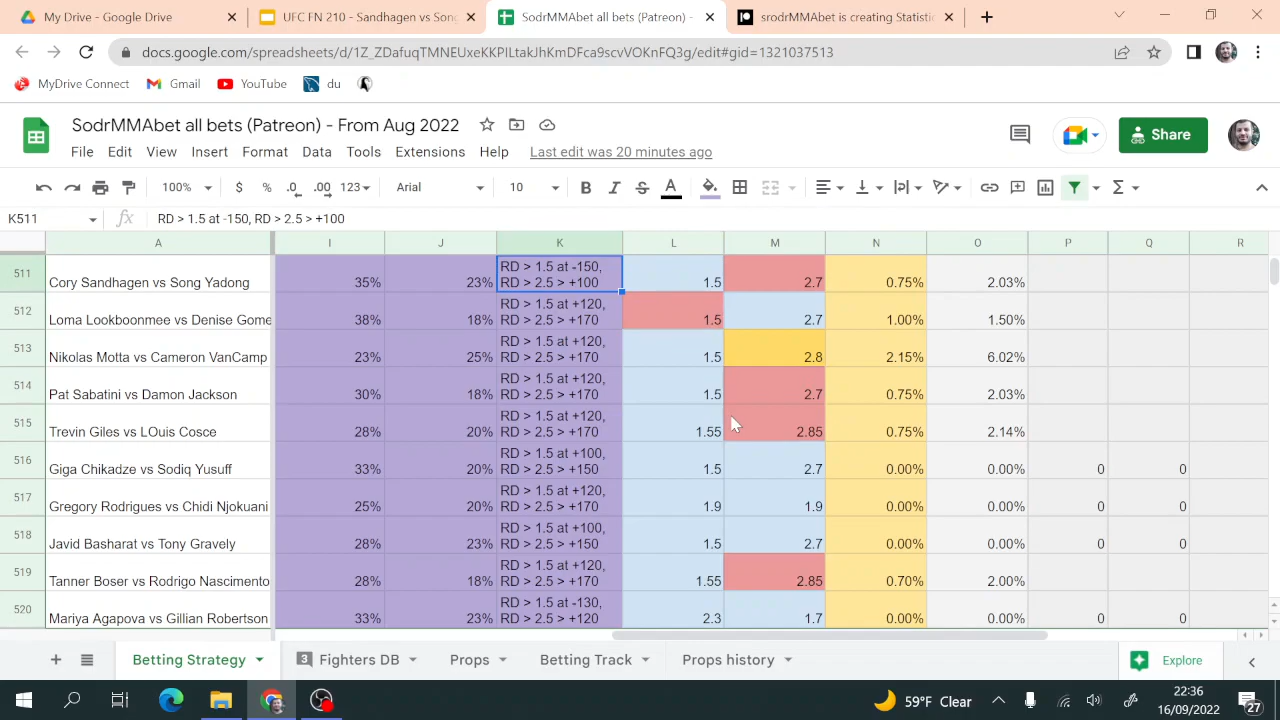 My Drive - Google Drive
UFC FN 210 - Sandhagen vs Song
SodrMMAbet all bets (Patreon) -
srodrMMAbet is creating Statistic
docs.google.com/spreadsheets/d/1Z_ZDafuqTMNEUxeKKPILtakJhKmDFca9scvVOKnFQ3g/edit#gid=1321037513
MyDrive Connect
Gmail
YouTube
du
SodrMMAbet all bets (Patreon) - From Aug 2022
Share
File Edit View Insert Format Data Tools Extensions Help Last edit was 20 minutes ago
100% $ % .0 .00 123 Arial 10 B I S A
K511 fx RD > 1.5 at -150, RD > 2.5 > +100
A I J K L M N O P Q R
511 Cory Sandhagen vs Song Yadong 35% 23% RD > 1.5 at -150, RD > 2.5 > +100 1.5 2.7 0.75% 2.03%
512 Loma Lookboonmee vs Denise Gome 38% 18% RD > 1.5 at +120, RD > 2.5 > +170 1.5 2.7 1.00% 1.50%
513 Nikolas Motta vs Cameron VanCamp 23% 25% RD > 1.5 at +120, RD > 2.5 > +170 1.5 2.8 2.15% 6.02%
514 Pat Sabatini vs Damon Jackson 30% 18% RD > 1.5 at +120, RD > 2.5 > +170 1.5 2.7 0.75% 2.03%
515 Trevin Giles vs LOuis Cosce 28% 20% RD > 1.5 at +120, RD > 2.5 > +170 1.55 2.85 0.75% 2.14%
516 Giga Chikadze vs Sodiq Yusuff 33% 20% RD > 1.5 at +100, RD > 2.5 > +150 1.5 2.7 0.00% 0.00% 0 0
517 Gregory Rodrigues vs Chidi Njokuani 25% 20% RD > 1.5 at +120, RD > 2.5 > +170 1.9 1.9 0.00% 0.00% 0 0
518 Javid Basharat vs Tony Gravely 28% 23% RD > 1.5 at +100, RD > 2.5 > +150 1.5 2.7 0.00% 0.00% 0 0
519 Tanner Boser vs Rodrigo Nascimento 28% 18% RD > 1.5 at +120, RD > 2.5 > +170 1.55 2.85 0.70% 2.00%
520 Mariya Agapova vs Gillian Robertson 33% 23% RD > 1.5 at -130, RD > 2.5 > +120 2.3 1.7 0.00% 0.00% 0 0
Betting Strategy 3 Fighters DB Props Betting Track Props history Explore
59°F Clear
22:36
16/09/2022
27